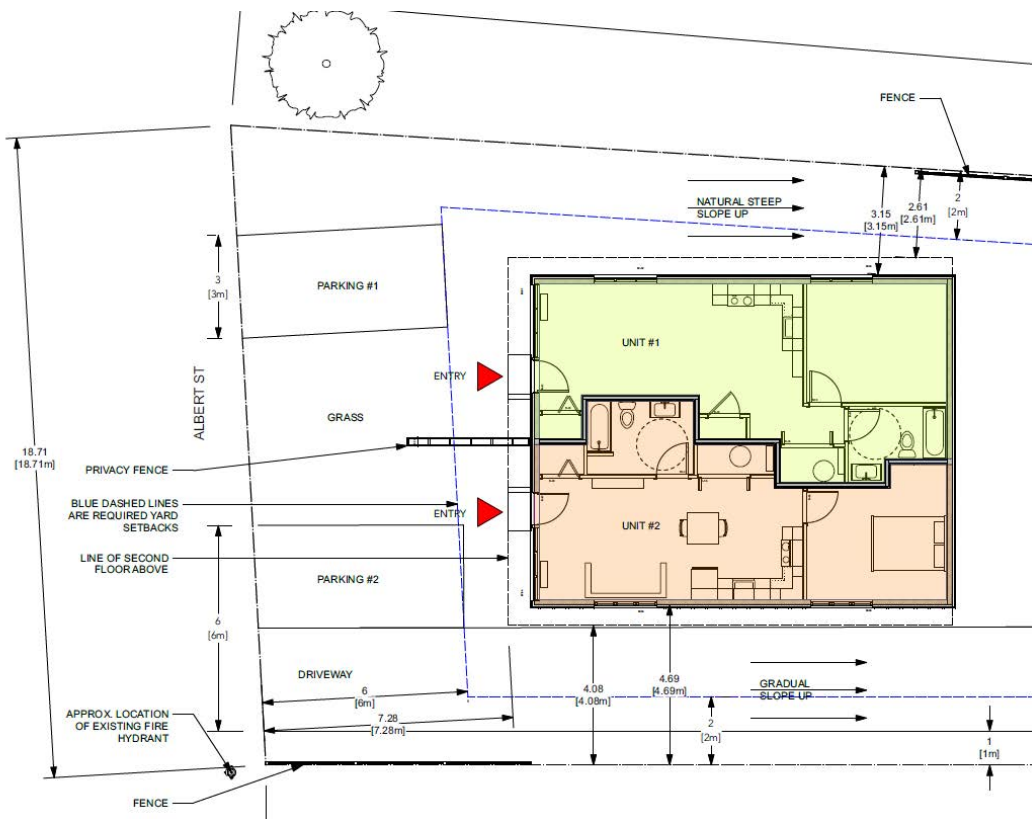 FENCE
NATURAL STEEP
SLOPE UP
3.15
[3.15m]
2.61
[2.61m]
2
[2m]
3
[3m]
PARKING #1
UNIT #1
ENTRY
ALBERT ST
GRASS
18.71
[18.71m]
PRIVACY FENCE
BLUE DASHED LINES
ARE REQUIRED YARD
SETBACKS
ENTRY
UNIT #2
LINE OF SECOND
FLOOR ABOVE
PARKING #2
6
[6m]
DRIVEWAY
6
[6m]
7.28
[7.28m]
4.08
[4.08m]
4.69
[4.69m]
GRADUAL
SLOPE UP
2
[2m]
1
[1m]
APPROX. LOCATION
OF EXISTING FIRE
HYDRANT
FENCE